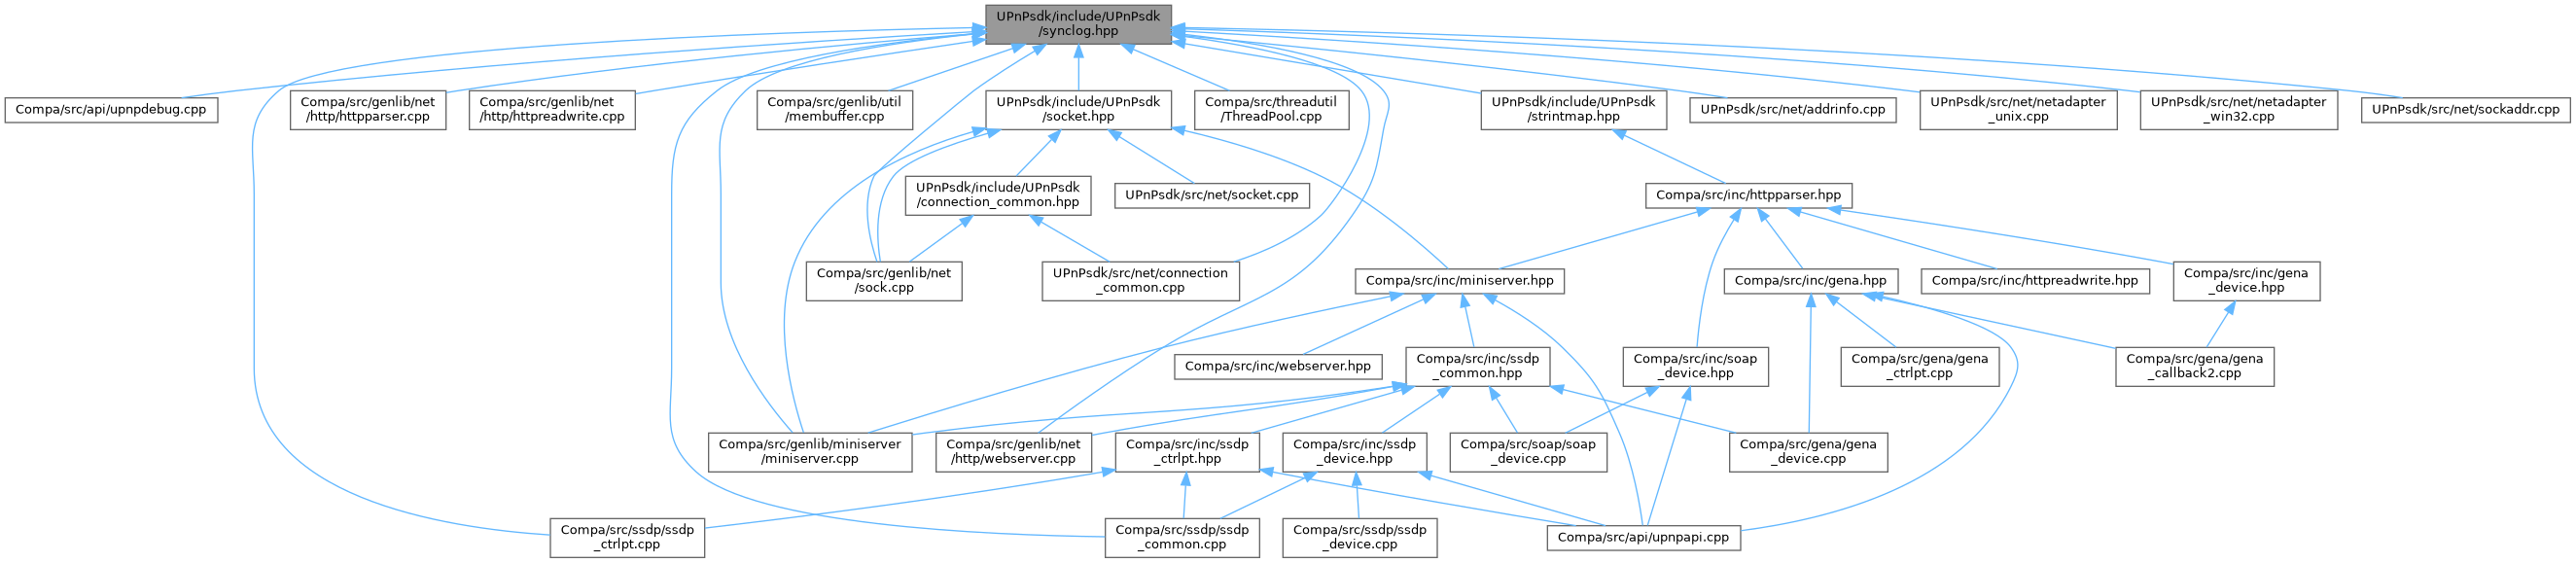 UPnPsdk/include/UPnPsdk
/synclog.hpp
Compa/src/api/upnpdebug.cpp
Compa/src/genlib/net
/http/httpparser.cpp
Compa/src/genlib/net
/http/httpreadwrite.cpp
Compa/src/genlib/util
/membuffer.cpp
UPnPsdk/include/UPnPsdk
/socket.hpp
Compa/src/threadutil
/ThreadPool.cpp
UPnPsdk/include/UPnPsdk
/strintmap.hpp
UPnPsdk/src/net/addrinfo.cpp
UPnPsdk/src/net/netadapter
_unix.cpp
UPnPsdk/src/net/netadapter
_win32.cpp
UPnPsdk/src/net/sockaddr.cpp
UPnPsdk/include/UPnPsdk
/connection_common.hpp
UPnPsdk/src/net/socket.cpp
Compa/src/inc/httpparser.hpp
Compa/src/genlib/net
/sock.cpp
UPnPsdk/src/net/connection
_common.cpp
Compa/src/inc/miniserver.hpp
Compa/src/inc/gena.hpp
Compa/src/inc/httpreadwrite.hpp
Compa/src/inc/gena
_device.hpp
Compa/src/inc/webserver.hpp
Compa/src/inc/ssdp
_common.hpp
Compa/src/inc/soap
_device.hpp
Compa/src/gena/gena
_ctrlpt.cpp
Compa/src/gena/gena
_callback2.cpp
Compa/src/genlib/miniserver
/miniserver.cpp
Compa/src/genlib/net
/http/webserver.cpp
Compa/src/inc/ssdp
_ctrlpt.hpp
Compa/src/inc/ssdp
_device.hpp
Compa/src/soap/soap
_device.cpp
Compa/src/gena/gena
_device.cpp
Compa/src/ssdp/ssdp
_ctrlpt.cpp
Compa/src/ssdp/ssdp
_common.cpp
Compa/src/ssdp/ssdp
_device.cpp
Compa/src/api/upnpapi.cpp